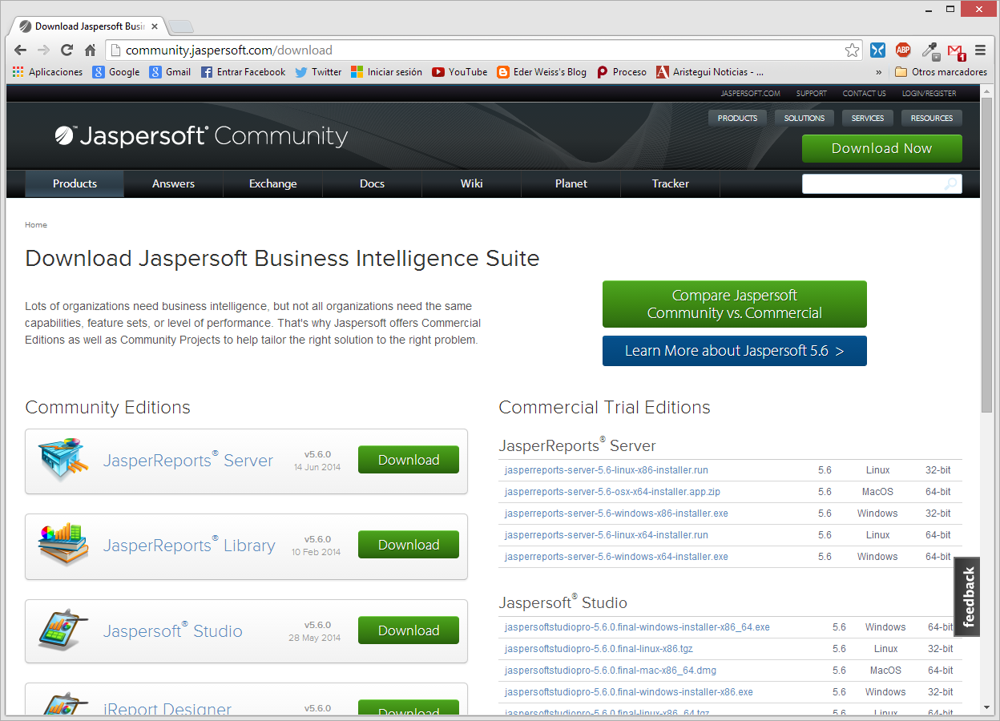 Download Jaspersoft Busi
community.jaspersoft.com/download
ABP
1
Aplicaciones
Google
Gmail
Entrar Facebook
Twitter
Iniciar sesión
YouTube
Eder Weiss's Blog
Proceso
Aristegui Noticias - ...
»
Otros marcadores
JASPERSOFT.COM
SUPPORT
CONTACT US
LOGIN/REGISTER
Jaspersoft® Community
PRODUCTS
SOLUTIONS
SERVICES
RESOURCES
Download Now
Products
Answers
Exchange
Docs
Wiki
Planet
Tracker
Home
Download Jaspersoft Business Intelligence Suite
Lots of organizations need business intelligence, but not all organizations need the same
capabilities, feature sets, or level of performance. That's why Jaspersoft offers Commercial
Editions as well as Community Projects to help tailor the right solution to the right problem.
Compare Jaspersoft
Community vs. Commercial
Learn More about Jaspersoft 5.6 >
Community Editions
JasperReports® Server
v5.6.0
14 Jun 2014
Download
JasperReports® Library
v5.6.0
10 Feb 2014
Download
Jaspersoft® Studio
v5.6.0
28 May 2014
Download
iReport Designer
v5.6.0
Download
Commercial Trial Editions
JasperReports® Server
jasperreports-server-5.6-linux-x86-installer.run 5.6 Linux 32-bit
jasperreports-server-5.6-osx-x64-installer.app.zip 5.6 MacOS 64-bit
jasperreports-server-5.6-windows-x86-installer.exe 5.6 Windows 32-bit
jasperreports-server-5.6-linux-x64-installer.run 5.6 Linux 64-bit
jasperreports-server-5.6-windows-x64-installer.exe 5.6 Windows 64-bit
Jaspersoft® Studio
jaspersoftstudiopro-5.6.0.final-windows-installer-x86_64.exe 5.6 Windows 64-bit
jaspersoftstudiopro-5.6.0.final-linux-x86.tgz 5.6 Linux 32-bit
jaspersoftstudiopro-5.6.0.final-mac-x86_64.dmg 5.6 MacOS 64-bit
jaspersoftstudiopro-5.6.0.final-windows-installer-x86.exe 5.6 Windows 32-bit
jaspersoftstudiopro-5.6.0.final-linux-x86_64.tgz 5.6 Linux 64-bit
feedback